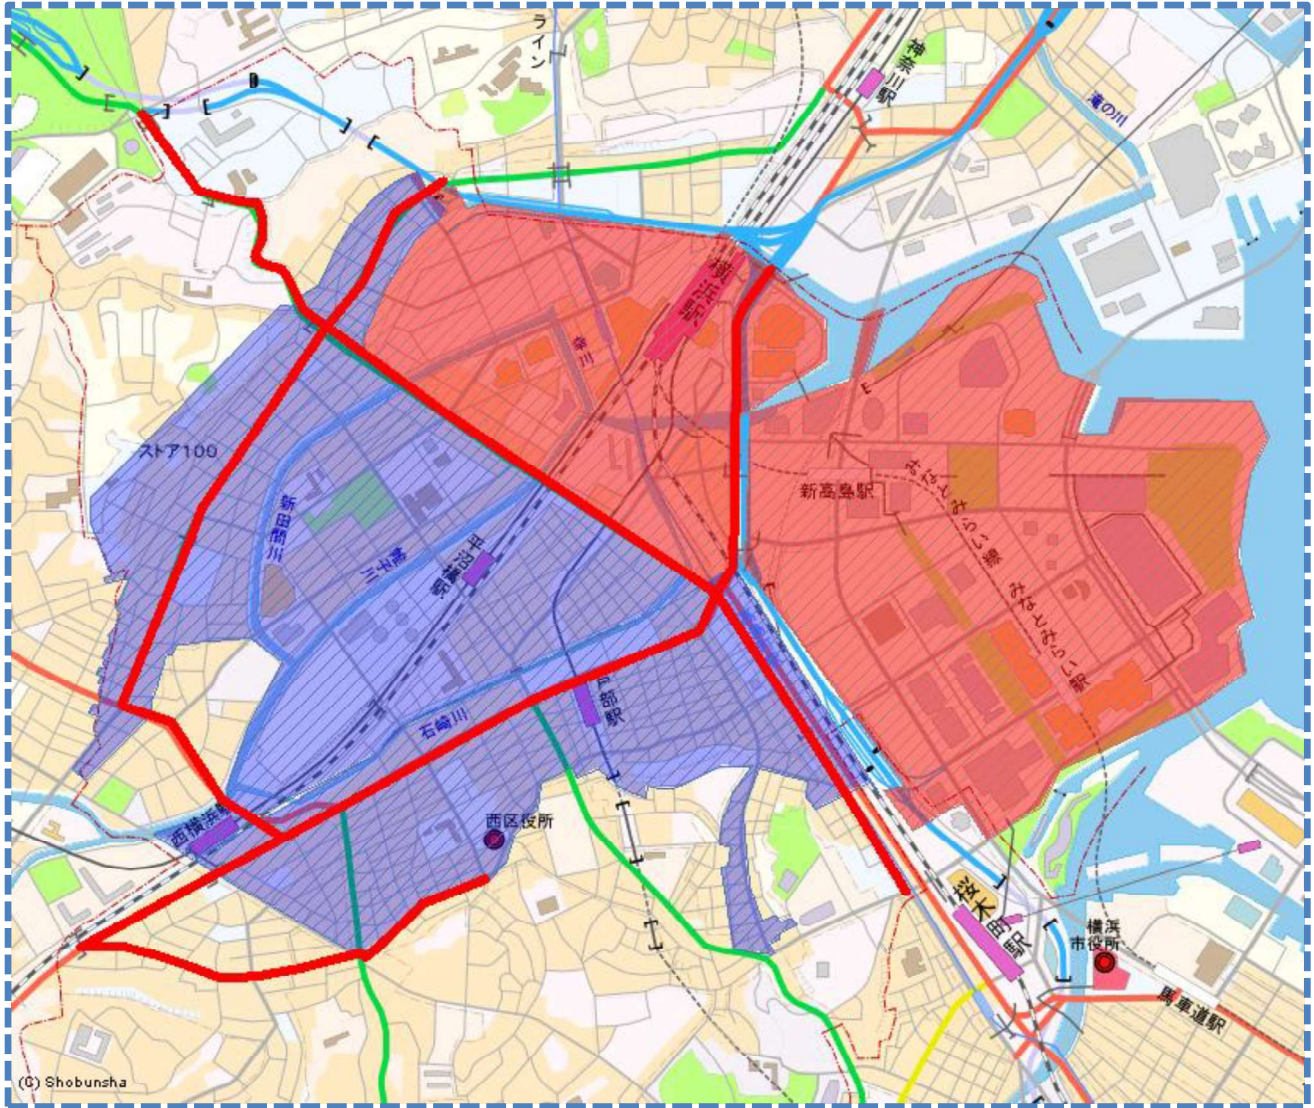 ライン
神奈川駅
滝の川
横浜駅
幸川
ストア100
新田間川
帷子川
平沼橋駅
新高島駅
みなとみらい線
みなとみらい駅
石崎川
戸部駅
西横浜駅
西区役所
桜木町駅
横浜
市役所
馬車道駅
(C) Shobunsha